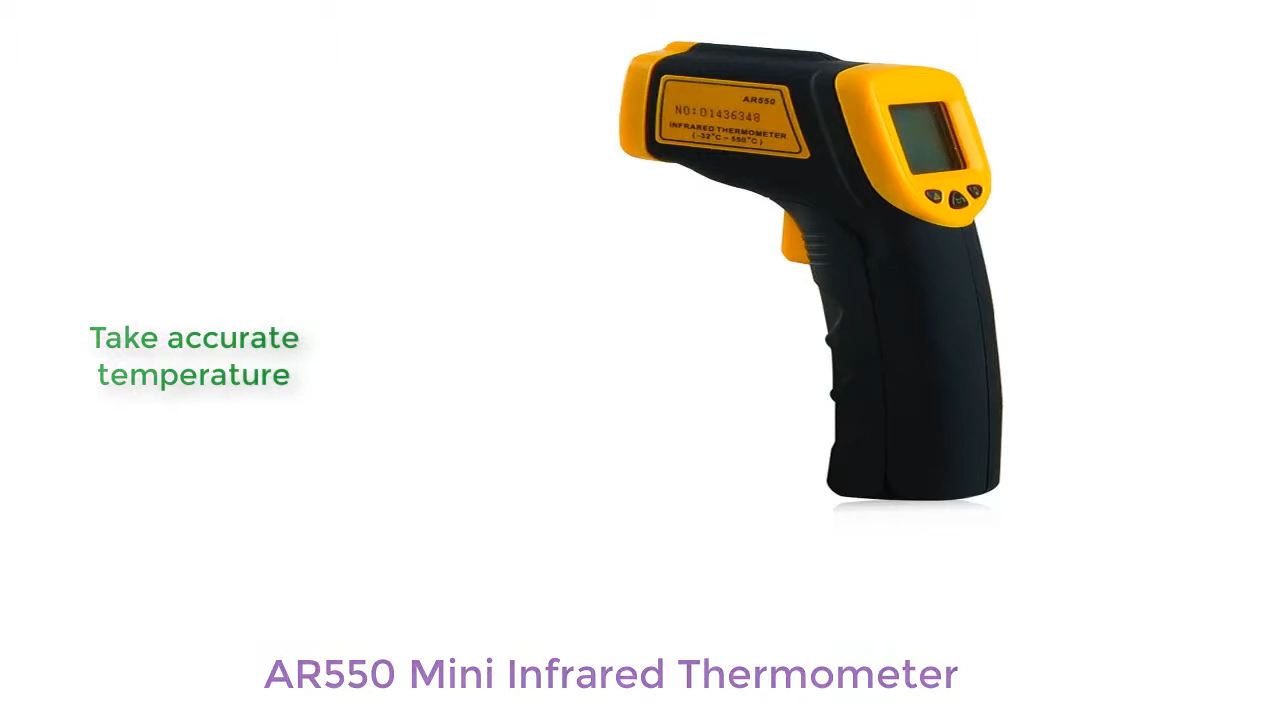 AR550
NO:01436348
INFRARED THERMOMETER
(-32°C~550°C)
Take accurate
temperature
AR550 Mini Infrared Thermometer